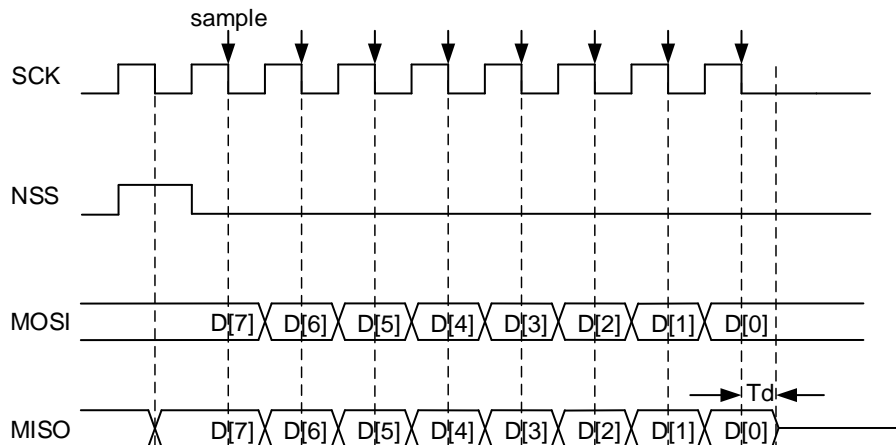 sample
SCK
NSS
MOSI D[7] D[6] D[5] D[4] D[3] D[2] D[1] D[0]
Td
MISO D[7] D[6] D[5] D[4] D[3] D[2] D[1] D[0]